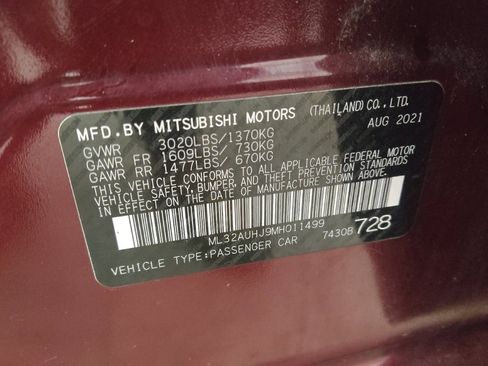 MFD.BY MITSUBISHI MOTORS (THAILAND) CO., LTD.
AUG 2021
GVWR 3020LBS/1370KG
GAWR FR 1609LBS/ 730KG
GAWR RR 1477LBS/ 670KG
THIS VEHICLE CONFORMS TO ALL APPLICABLE FEDERAL MOTOR
VEHICLE SAFETY, BUMPER, AND THEFT PREVENTION STANDARDS
IN EFFECT ON THE DATE OF MANUFACTURE SHOWN ABOVE.
ML32AUHJ9MH011499
7430B 728
VEHICLE TYPE:PASSENGER CAR